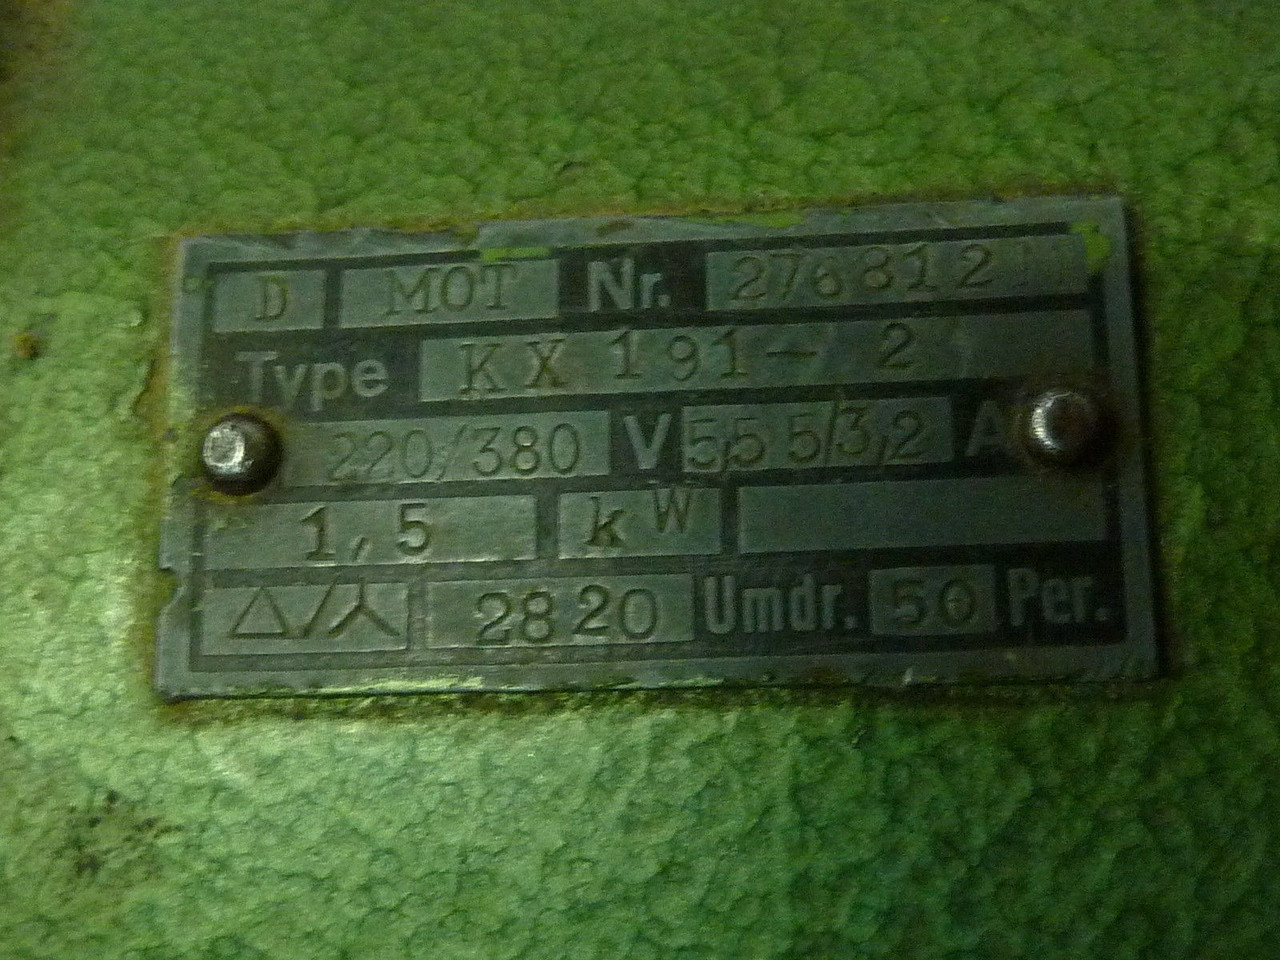 D MOT Nr. 276812
Type KX 191 - 2
220/380 V 5,55 5/3,2 A
1,5 kW
△/人 2820 Umdr. 50 Per.